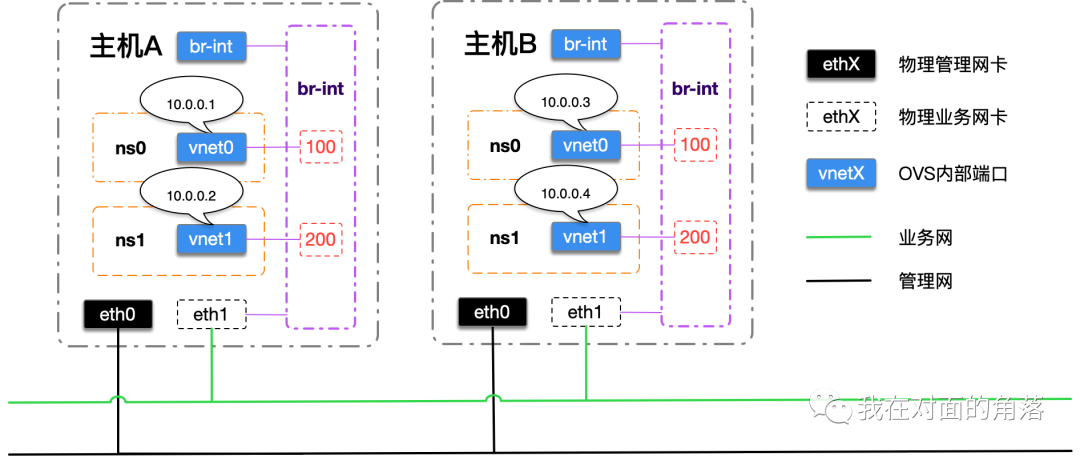 主机A
br-int
br-int
10.0.0.1
ns0
vnet0
100
10.0.0.2
ns1
vnet1
200
eth0
eth1
主机B
br-int
br-int
10.0.0.3
ns0
vnet0
100
10.0.0.4
ns1
vnet1
200
eth0
eth1
ethX 物理管理网卡
ethX 物理业务网卡
vnetX OVS内部端口
业务网
管理网
我在对面的角落